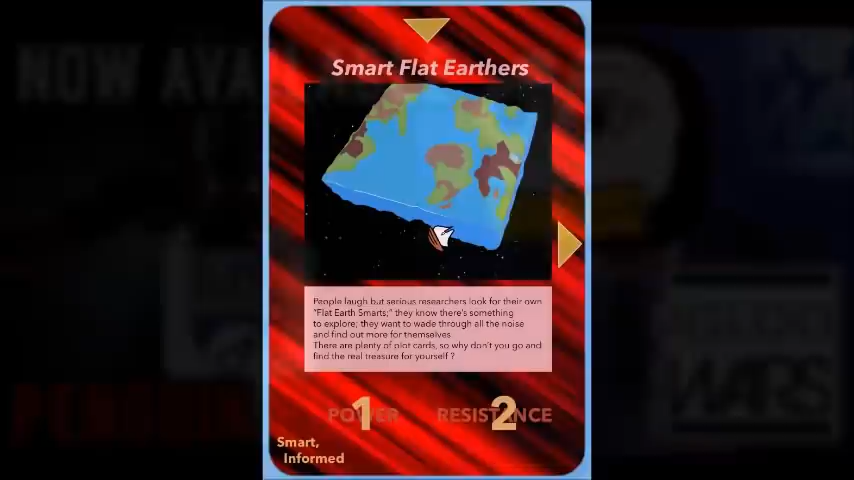 NOW AVA
Smart Flat Earthers
People laugh but serious researchers look for their own
"Flat Earth Smarts;" they know there's something
to explore; they want to wade through all the noise
and find out more for themselves
There are plenty of plot cards, so why don't you go and
find the real treasure for yourself ?
POWER 1
RESISTANCE 2
Smart,
Informed
WARS